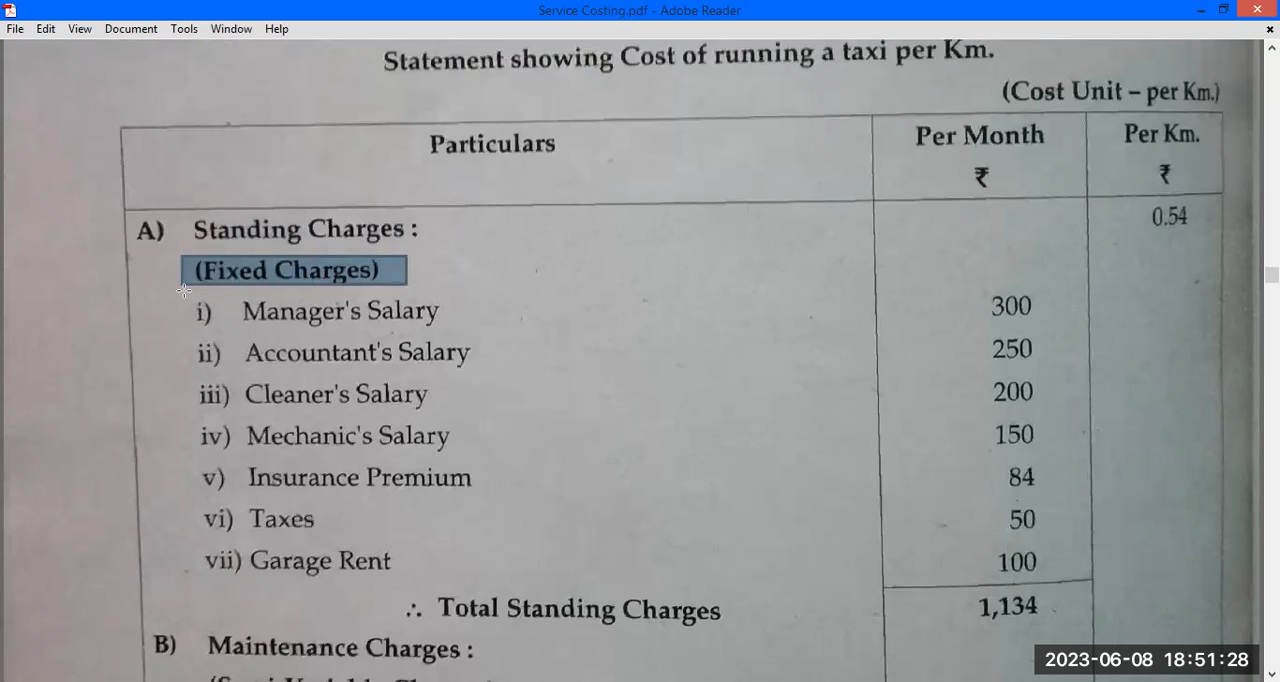 Service Costing.pdf - Adobe Reader
File Edit View Document Tools Window Help
Statement showing Cost of running a taxi per Km.
(Cost Unit – per Km.)
Particulars Per Month Per Km.
₹ ₹
A) Standing Charges : 0.54
(Fixed Charges)
i) Manager's Salary 300
ii) Accountant's Salary 250
iii) Cleaner's Salary 200
iv) Mechanic's Salary 150
v) Insurance Premium 84
vi) Taxes 50
vii) Garage Rent 100
∴ Total Standing Charges 1,134
B) Maintenance Charges :
2023-06-08 18:51:28